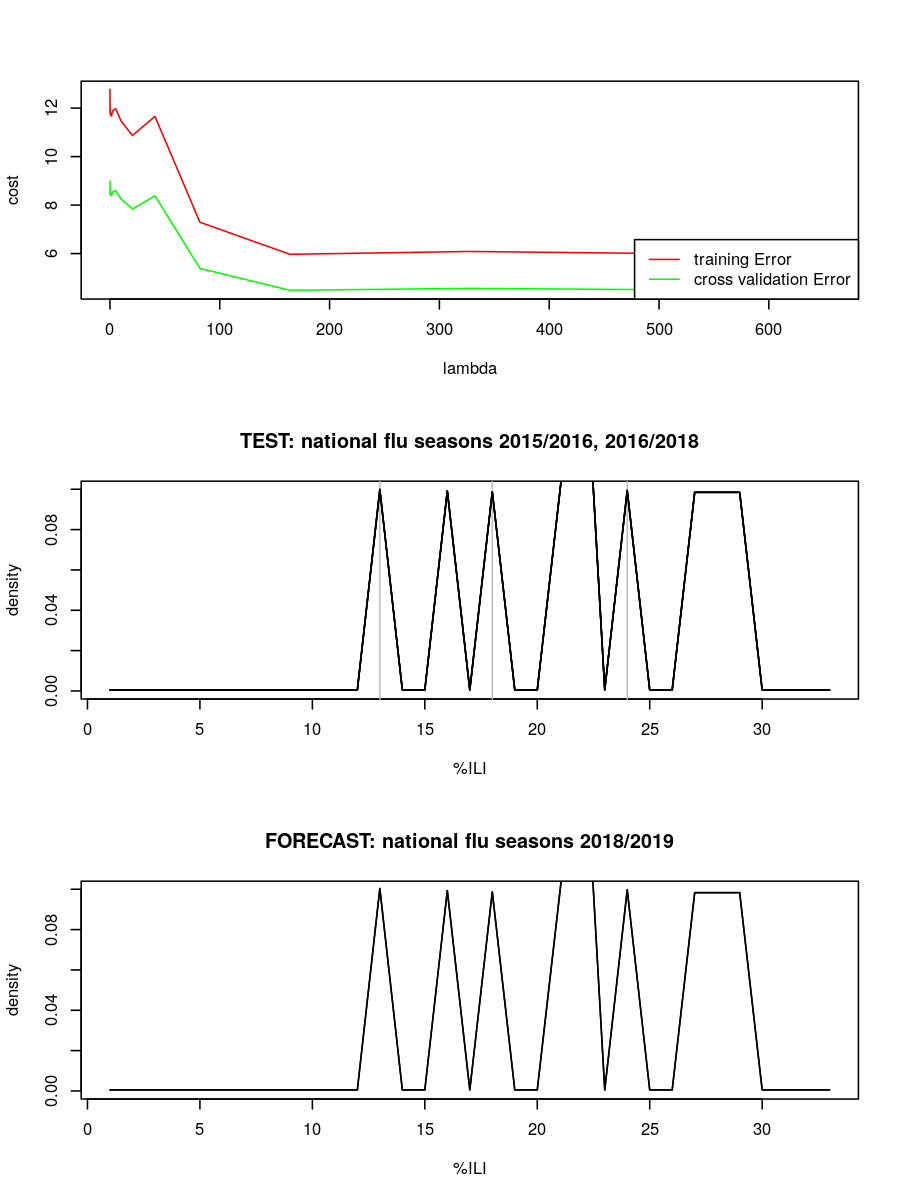 12
10
8
6
cost
training Error
cross validation Error
0 100 200 300 400 500 600
lambda
TEST: national flu seasons 2015/2016, 2016/2018
0.08
0.04
0.00
density
0 5 10 15 20 25 30
%ILI
FORECAST: national flu seasons 2018/2019
0.08
0.04
0.00
density
0 5 10 15 20 25 30
%ILI